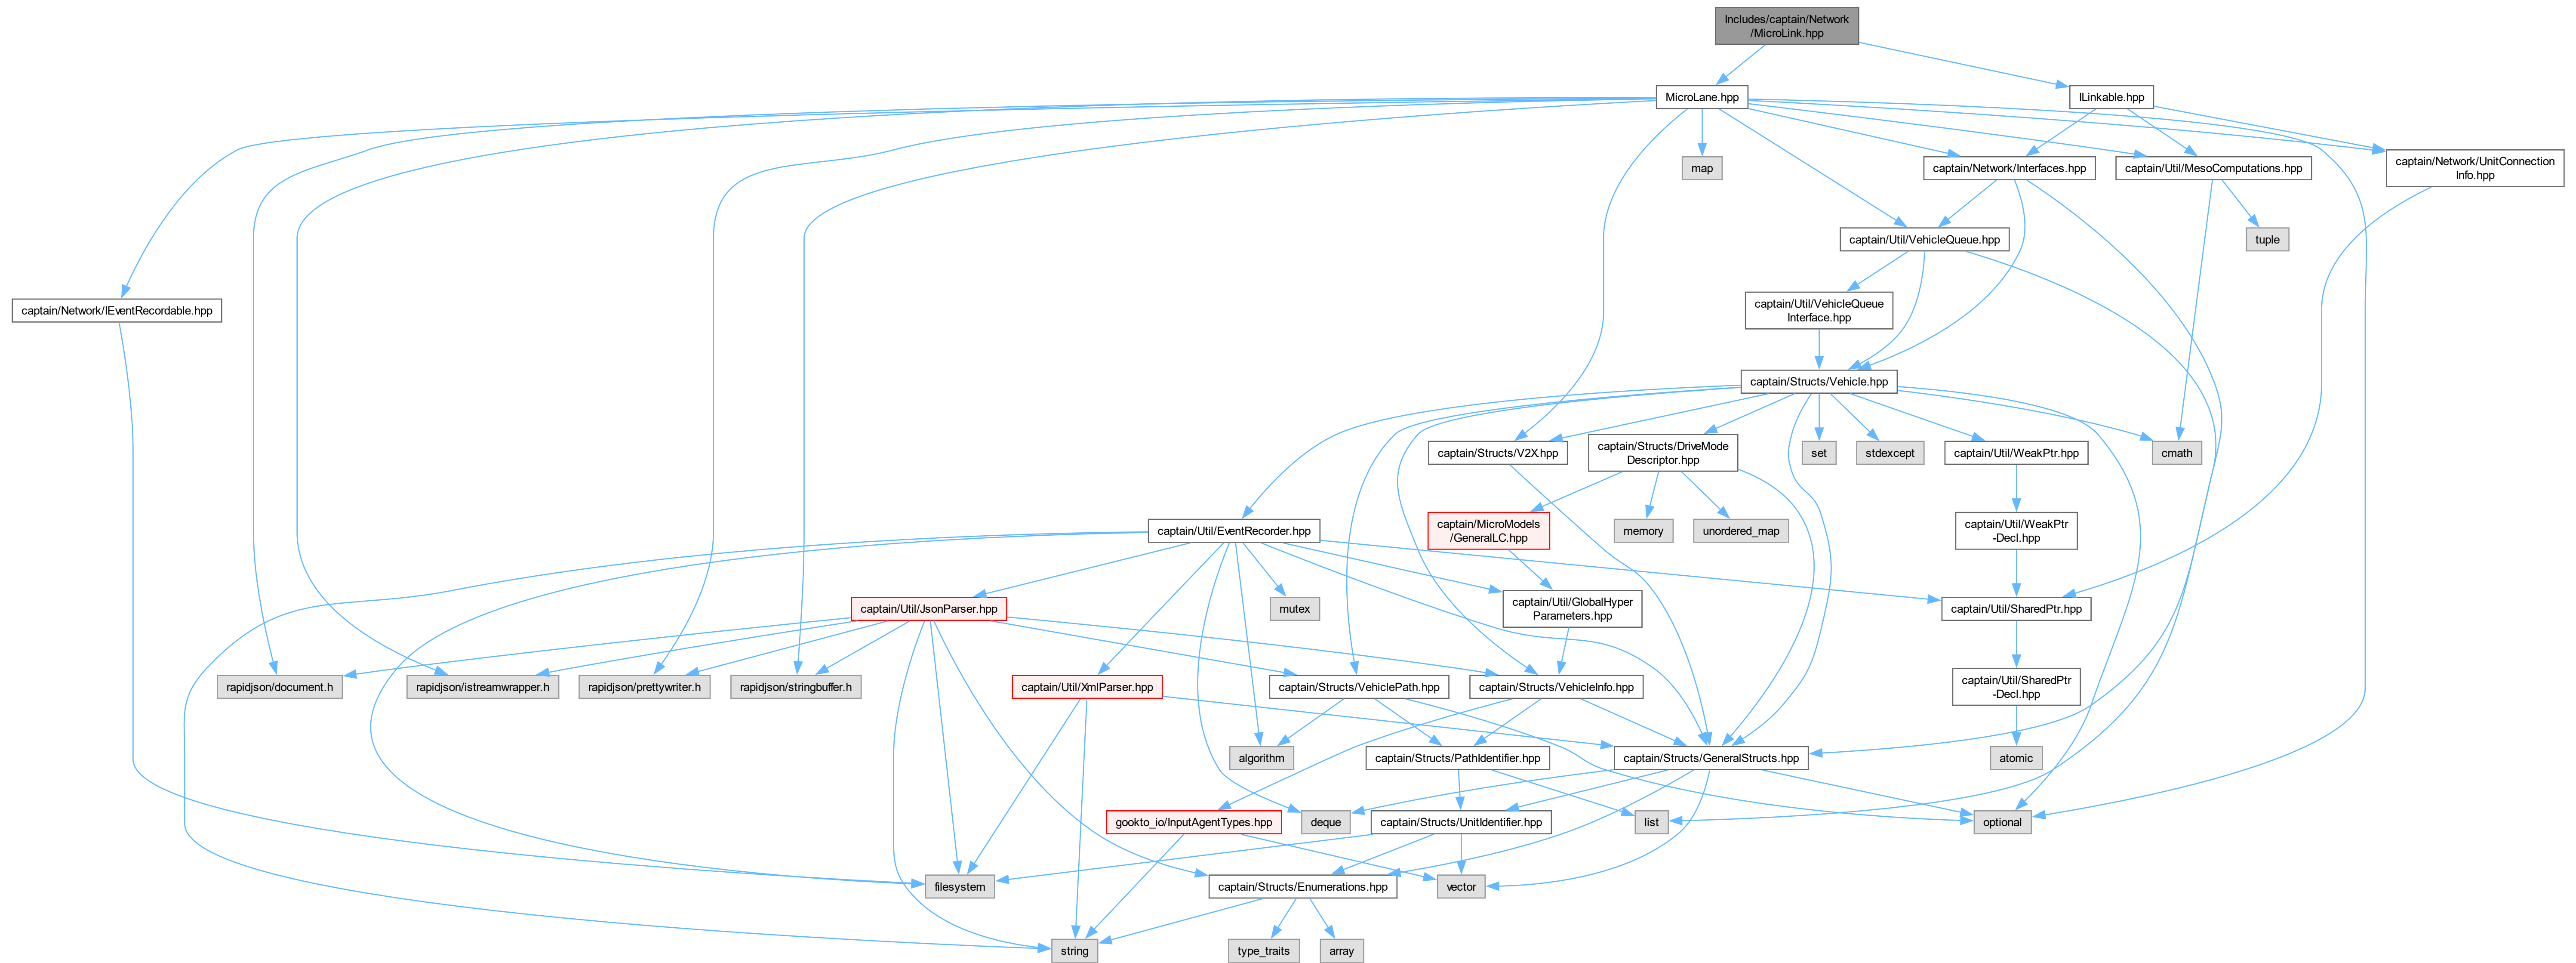 Includes/captain/Network
/MicroLink.hpp
MicroLane.hpp
ILinkable.hpp
map
captain/Network/Interfaces.hpp
captain/Util/MesoComputations.hpp
captain/Network/UnitConnection
Info.hpp
captain/Util/VehicleQueue.hpp
tuple
captain/Network/IEventRecordable.hpp
captain/Util/VehicleQueue
Interface.hpp
captain/Structs/Vehicle.hpp
captain/Structs/V2X.hpp
captain/Structs/DriveMode
Descriptor.hpp
set
stdexcept
captain/Util/WeakPtr.hpp
cmath
captain/Util/EventRecorder.hpp
captain/MicroModels
/GeneralLC.hpp
memory
unordered_map
captain/Util/WeakPtr
-Decl.hpp
captain/Util/JsonParser.hpp
mutex
captain/Util/GlobalHyper
Parameters.hpp
captain/Util/SharedPtr.hpp
rapidjson/document.h
rapidjson/istreamwrapper.h
rapidjson/prettywriter.h
rapidjson/stringbuffer.h
captain/Util/XmlParser.hpp
captain/Structs/VehiclePath.hpp
captain/Structs/VehicleInfo.hpp
captain/Util/SharedPtr
-Decl.hpp
algorithm
captain/Structs/PathIdentifier.hpp
captain/Structs/GeneralStructs.hpp
atomic
gookto_io/InputAgentTypes.hpp
deque
captain/Structs/UnitIdentifier.hpp
list
optional
filesystem
captain/Structs/Enumerations.hpp
vector
string
type_traits
array